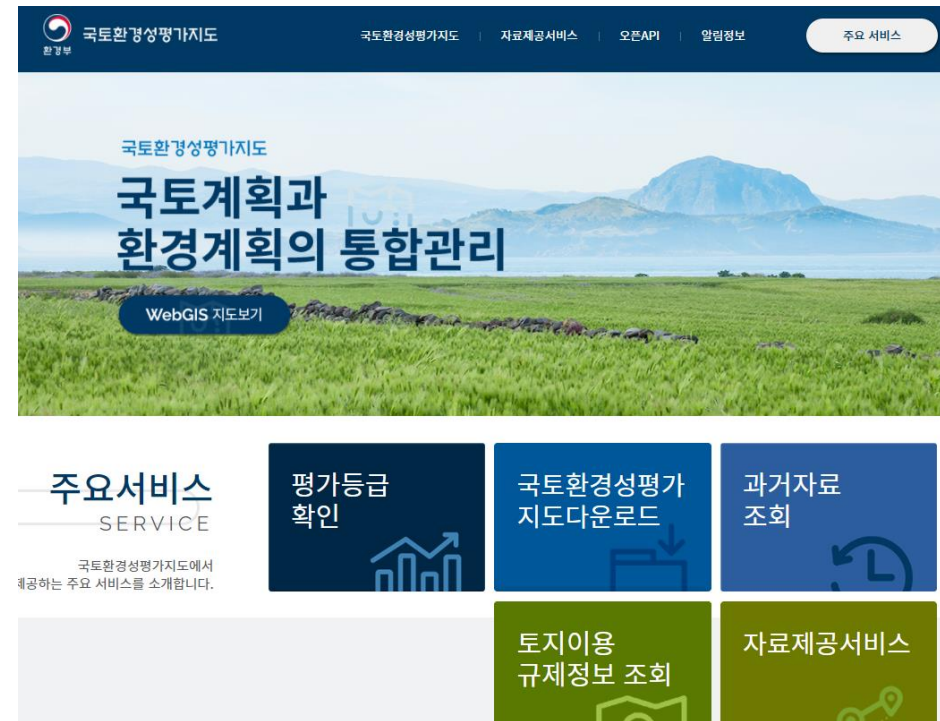 환경부
국토환경성평가지도
국토환경성평가지도 | 자료제공서비스 | 오픈API | 알림정보
주요 서비스
국토환경성평가지도
국토계획과
환경계획의 통합관리
WebGIS 지도보기
주요서비스
SERVICE
국토환경성평가지도에서
제공하는 주요 서비스를 소개합니다.
평가등급
확인
국토환경성평가
지도다운로드
과거자료
조회
토지이용
규제정보 조회
자료제공서비스